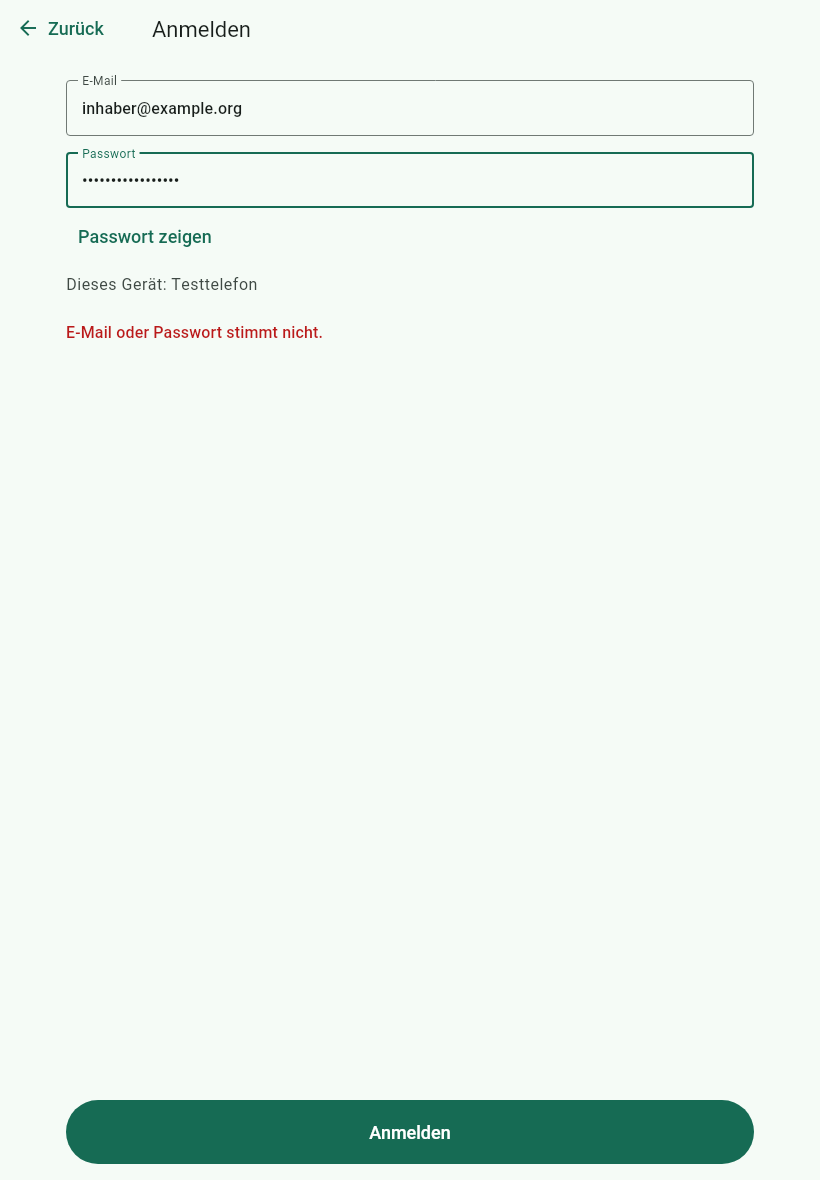 Zurück
Anmelden
E-Mail
inhaber@example.org
Passwort
•••••••••••••••••
Passwort zeigen
Dieses Gerät: Testtelefon
E-Mail oder Passwort stimmt nicht.
Anmelden